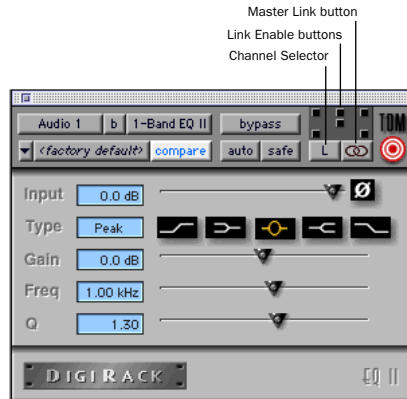 Master Link button
Link Enable buttons
Channel Selector
Audio 1 b 1-Band EQ II bypass TDM
<factory default> compare auto safe L
Input 0.0 dB Ø
Type Peak
Gain 0.0 dB
Freq 1.00 kHz
Q 1.30
DIGIRACK EQ II